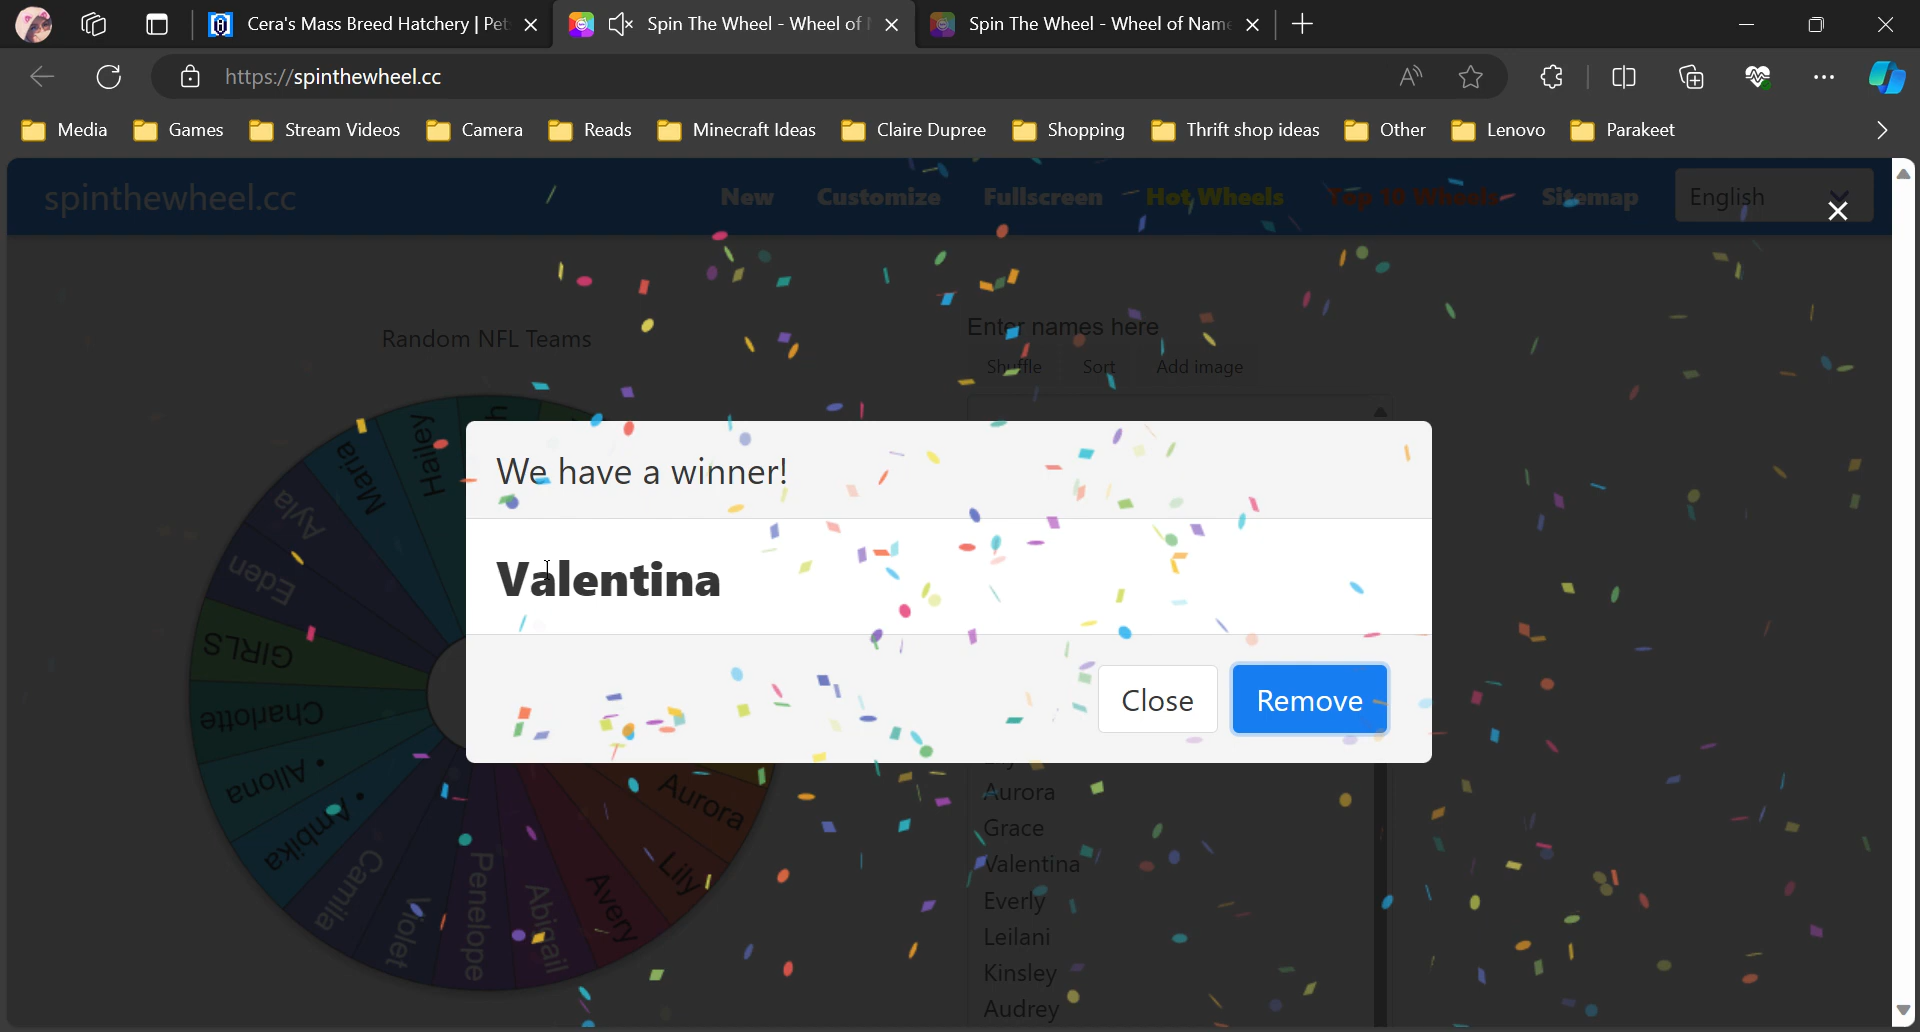 Cera's Mass Breed Hatchery | Pet
Spin The Wheel - Wheel of
Spin The Wheel - Wheel of Name
https://spinthewheel.cc
Media
Games
Stream Videos
Camera
Reads
Minecraft Ideas
Claire Dupree
Shopping
Thrift shop ideas
Other
Lenovo
Parakeet
spinthewheel.cc
New
Customize
Fullscreen
Hot Wheels
Top 10 Wheels
Sitemap
English
Random NFL Teams
Enter names here
Shuffle
Sort
Add image
We have a winner!
Valentina
Close
Remove
Hailey
Maria
Ayla
Eden
GIRLS
Charlotte
• Allona
• Ambika
Camila
Violet
Penelope
Abigail
Avery
Lily
Aurora
Aurora
Grace
Valentina
Everly
Leilani
Kinsley
Audrey